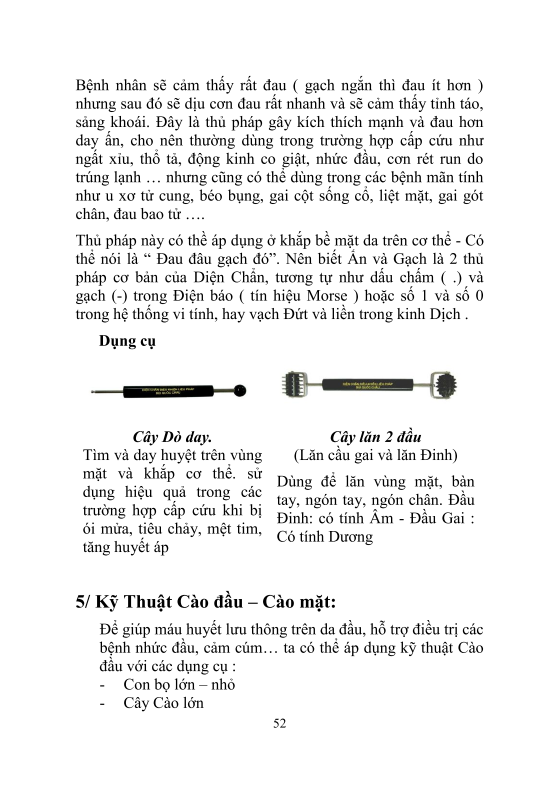 Bệnh nhân sẽ cảm thấy rất đau ( gạch ngắn thì đau ít hơn )
nhưng sau đó sẽ dịu cơn đau rất nhanh và sẽ cảm thấy tỉnh táo,
sảng khoái. Đây là thủ pháp gây kích thích mạnh và đau hơn
day ấn, cho nên thường dùng trong trường hợp cấp cứu như
ngất xỉu, thổ tả, động kinh co giật, nhức đầu, cơn rét run do
trúng lạnh … nhưng cũng có thể dùng trong các bệnh mãn tính
như u xơ tử cung, béo bụng, gai cột sống cổ, liệt mặt, gai gót
chân, đau bao tử ….
Thủ pháp này có thề áp dụng ở khắp bề mặt da trên cơ thể - Có
thể nói là “ Đau đâu gạch đó”. Nên biết Ấn và Gạch là 2 thủ
pháp cơ bản của Diện Chẩn, tương tự như dấu chấm ( .) và
gạch (-) trong Điện báo ( tín hiệu Morse ) hoặc số 1 và số 0
trong hệ thống vi tính, hay vạch Đứt và liền trong kinh Dịch .
Dụng cụ
Cây Dò day.
Tìm và day huyệt trên vùng
mặt và khắp cơ thể. sử
dụng hiệu quả trong các
trường hợp cấp cứu khi bị
ói mửa, tiêu chảy, mệt tim,
tăng huyết áp
Cây lăn 2 đầu
(Lăn cầu gai và lăn Đinh)
Dùng để lăn vùng mặt, bàn
tay, ngón tay, ngón chân. Đầu
Đinh: có tính Âm - Đầu Gai :
Có tính Dương
5/ Kỹ Thuật Cào đầu – Cào mặt:
Để giúp máu huyết lưu thông trên da đầu, hỗ trợ điều trị các
bệnh nhức đầu, cảm cúm… ta có thể áp dụng kỹ thuật Cào
đầu với các dụng cụ :
- Con bọ lớn – nhỏ
- Cây Cào lớn
52